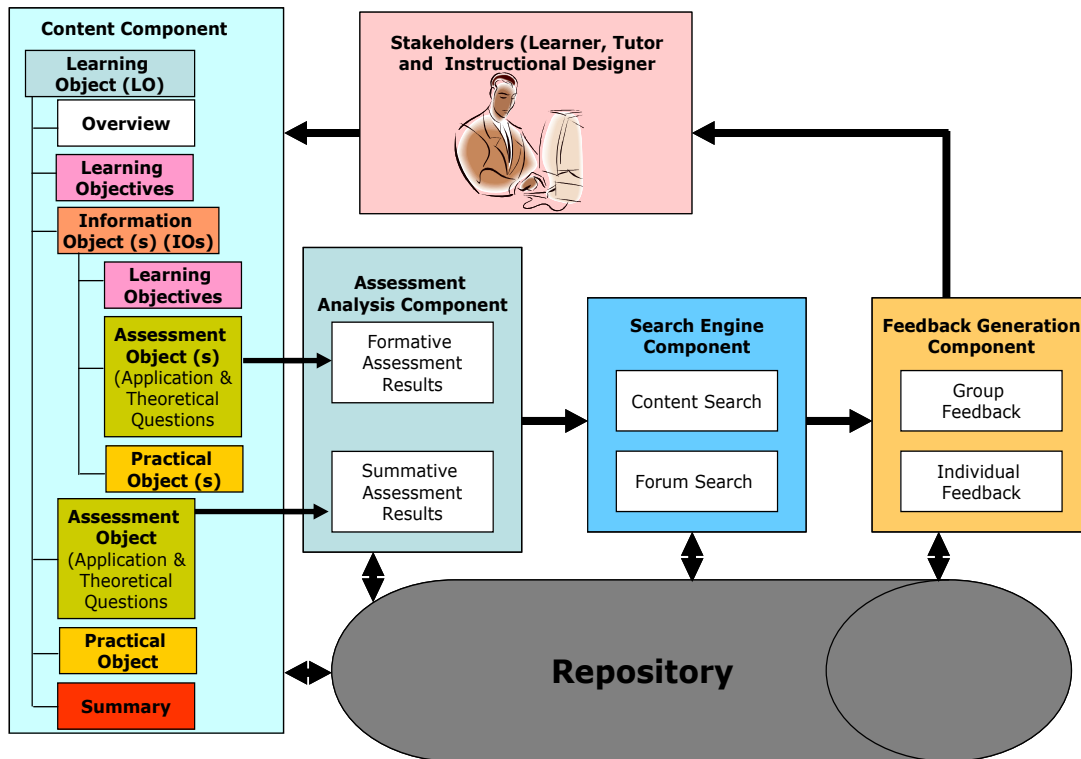 Content Component
Learning
Object (LO)
Overview
Learning
Objectives
Information
Object (s) (IOs)
Learning
Objectives
Assessment
Object (s)
(Application &
Theoretical
Questions
Practical
Object (s)
Assessment
Object
(Application &
Theoretical
Questions
Practical
Object
Summary
Stakeholders (Learner, Tutor
and Instructional Designer
Assessment
Analysis Component
Formative
Assessment
Results
Summative
Assessment
Results
Search Engine
Component
Content Search
Forum Search
Feedback Generation
Component
Group
Feedback
Individual
Feedback
Repository